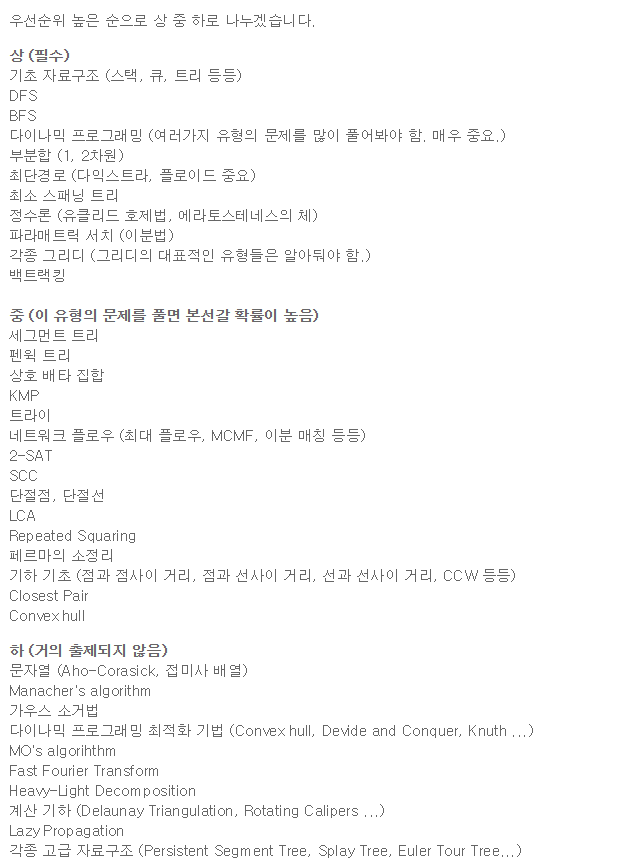 우선순위 높은 순으로 상 중 하로 나누겠습니다.
상 (필수)
기초 자료구조 (스택, 큐, 트리 등등)
DFS
BFS
다이나믹 프로그래밍 (여러가지 유형의 문제를 많이 풀어봐야 함. 매우 중요.)
부분합 (1, 2차원)
최단경로 (다익스트라, 플로이드 중요)
최소 스패닝 트리
정수론 (유클리드 호제법, 에라토스테네스의 체)
파라매트릭 서치 (이분법)
각종 그리디 (그리디의 대표적인 유형들은 알아둬야 함.)
백트랙킹
중 (이 유형의 문제를 풀면 본선갈 확률이 높음)
세그먼트 트리
펜윅 트리
상호 배타 집합
KMP
트라이
네트워크 플로우 (최대 플로우, MCMF, 이분 매칭 등등)
2-SAT
SCC
단절점, 단절선
LCA
Repeated Squaring
페르마의 소정리
기하 기초 (점과 점사이 거리, 점과 선사이 거리, 선과 선사이 거리, CCW 등등)
Closest Pair
Convex hull
하 (거의 출제되지 않음)
문자열 (Aho-Corasick, 접미사 배열)
Manacher's algorithm
가우스 소거법
다이나믹 프로그래밍 최적화 기법 (Convex hull, Devide and Conquer, Knuth ...)
MO's algorihthm
Fast Fourier Transform
Heavy-Light Decomposition
계산 기하 (Delaunay Triangulation, Rotating Calipers ...)
Lazy Propagation
각종 고급 자료구조 (Persistent Segment Tree, Splay Tree, Euler Tour Tree...)